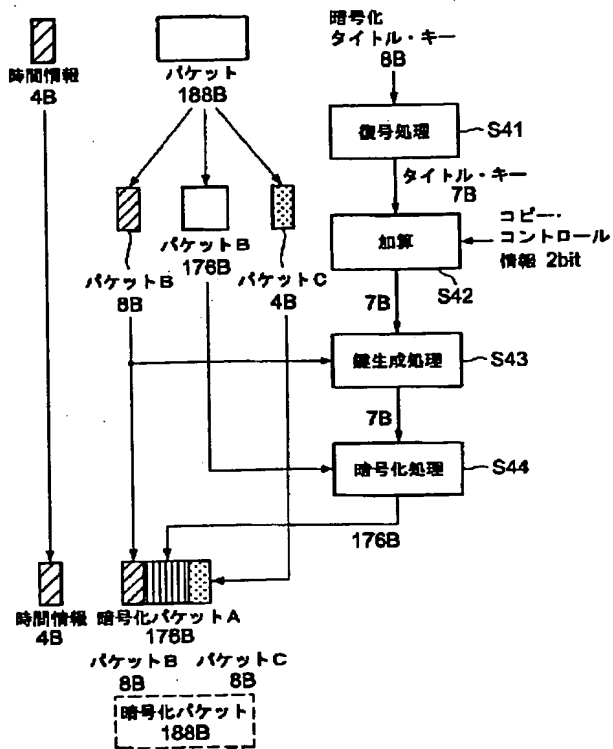 時間情報
4B
パケット
188B
暗号化
タイトル・キー
8B
復号処理
S41
タイトル・キー
7B
パケットB
8B
パケットB
176B
パケットC
4B
加算
コピー・
コントロール
情報 2bit
S42
7B
鍵生成処理
S43
7B
暗号化処理
S44
176B
時間情報
4B
暗号化パケットA
176B
パケットB
8B
パケットC
8B
暗号化パケット
188B